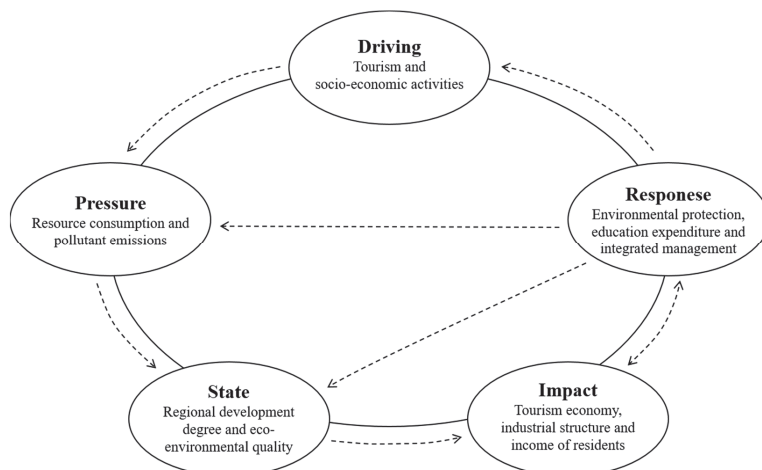 Driving
Tourism and
socio-economic activities
Pressure
Resource consumption and
pollutant emissions
Responese
Environmental protection,
education expenditure and
integrated management
State
Regional development
degree and eco-
environmental quality
Impact
Tourism economy,
industrial structure and
income of residents